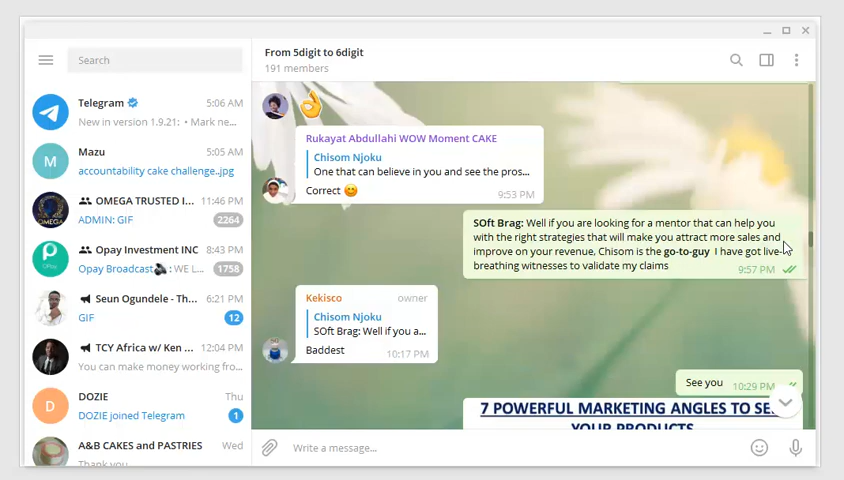 Search
Telegram 5:06 AM
New in version 1.9.21: • Mark ne...
M
Mazu 5:05 AM
accountability cake challenge..jpg
OMEGA TRUSTED I... 11:46 PM
ADMIN: GIF 2264
Opay Investment INC 8:43 PM
Opay Broadcast : WE L... 1758
Seun Ogundele - Th... 6:21 PM
GIF 12
TCY Africa w/ Ken ... 12:04 PM
You can make money working fro...
D
DOZIE Thu
DOZIE joined Telegram 1
A&B CAKES and PASTRIES Wed
Thank you
From 5digit to 6digit
191 members
👌
Rukayat Abdullahi WOW Moment CAKE
Chisom Njoku
One that can believe in you and see the pros...
Correct 😊 9:53 PM
SOft Brag: Well if you are looking for a mentor that can help you
with the right strategies that will make you attract more sales and
improve on your revenue, Chisom is the go-to-guy I have got live-
breathing witnesses to validate my claims
9:57 PM
Kekisco owner
Chisom Njoku
SOft Brag: Well if you a...
Baddest 10:17 PM
See you 10:29 PM
7 POWERFUL MARKETING ANGLES TO
YOUR PRODUCTS
Write a message...